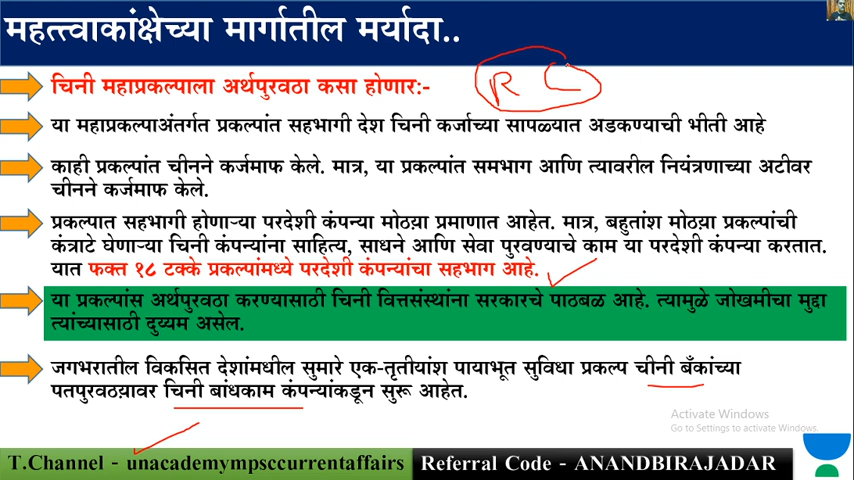 महत्त्वाकांक्षेच्या मार्गातील मर्यादा..
चिनी महाप्रकल्पाला अर्थपुरवठा कसा होणार:-
RC
या महाप्रकल्पाअंतर्गत प्रकल्पांत सहभागी देश चिनी कर्जाच्या सापळ्यात अडकण्याची भीती आहे
काही प्रकल्पांत चीनने कर्जमाफ केले. मात्र, या प्रकल्पांत समभाग आणि त्यावरील नियंत्रणाच्या अटीवर
चीनने कर्जमाफ केले.
प्रकल्पात सहभागी होणाऱ्या परदेशी कंपन्या मोठ्या प्रमाणात आहेत. मात्र, बहुतांश मोठ्या प्रकल्पांची
कंत्राटे घेणाऱ्या चिनी कंपन्यांना साहित्य, साधने आणि सेवा पुरवण्याचे काम या परदेशी कंपन्या करतात.
यात फक्त १८ टक्के प्रकल्पांमध्ये परदेशी कंपन्यांचा सहभाग आहे.
या प्रकल्पांस अर्थपुरवठा करण्यासाठी चिनी वित्तसंस्थांना सरकारचे पाठबळ आहे. त्यामुळे जोखमीचा मुद्दा
त्यांच्यासाठी दुय्यम असेल.
जगभरातील विकसित देशांमधील सुमारे एक-तृतीयांश पायाभूत सुविधा प्रकल्प चीनी बँकांच्या
पतपुरवठ्यावर चिनी बांधकाम कंपन्यांकडून सुरू आहेत.
Activate Windows
Go to Settings to activate Windows.
T.Channel - unacademympsccurrentaffairs
Referral Code - ANANDBIRAJADAR